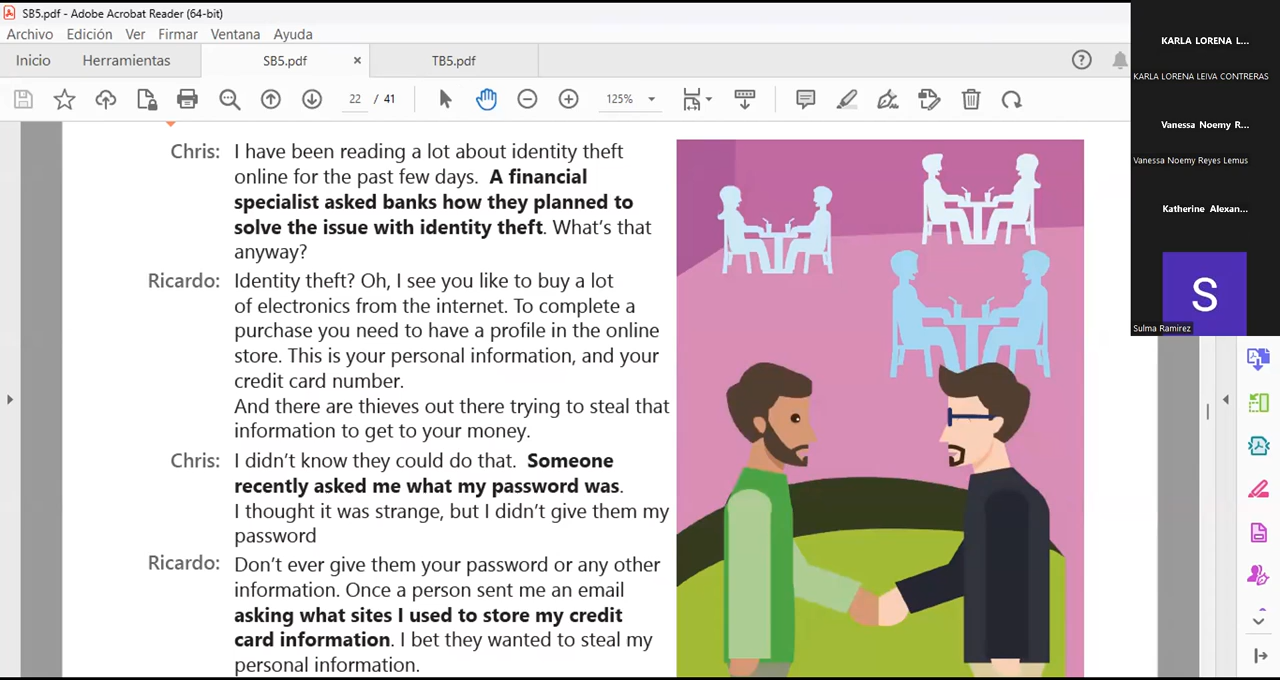 SB5.pdf - Adobe Acrobat Reader (64-bit)
Archivo Edición Ver Firmar Ventana Ayuda
Inicio Herramientas SB5.pdf × TB5.pdf
22 / 41 125%
Chris: I have been reading a lot about identity theft
online for the past few days. A financial
specialist asked banks how they planned to
solve the issue with identity theft. What's that
anyway?
Ricardo: Identity theft? Oh, I see you like to buy a lot
of electronics from the internet. To complete a
purchase you need to have a profile in the online
store. This is your personal information, and your
credit card number.
And there are thieves out there trying to steal that
information to get to your money.
Chris: I didn't know they could do that. Someone
recently asked me what my password was.
I thought it was strange, but I didn't give them my
password
Ricardo: Don't ever give them your password or any other
information. Once a person sent me an email
asking what sites I used to store my credit
card information. I bet they wanted to steal my
personal information.
KARLA LORENA L...
KARLA LORENA LEIVA CONTRERAS
Vanessa Noemy R...
Vanessa Noemy Reyes Lemus
Katherine Alexan...
S
Sulma Ramirez